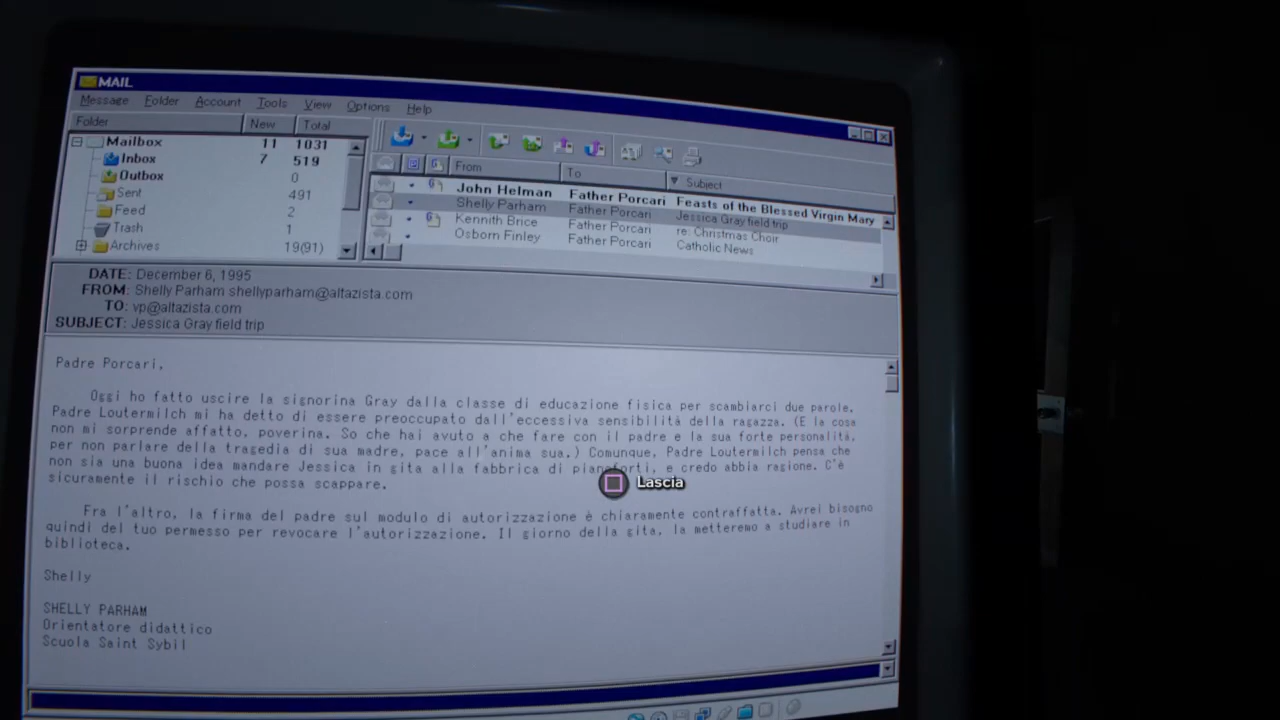 MAIL
Message Folder Account Tools View Options Help
Folder New Total
Mailbox 11 1031
Inbox 7 519
Outbox 0
Sent 491
Feed 2
Trash 1
Archives 19(91)
From To Subject
John Helman Father Porcari Feasts of the Blessed Virgin Mary
Shelly Parham Father Porcari Jessica Gray field trip
Kennith Brice Father Porcari re: Christmas Choir
Osborn Finley Father Porcari Catholic News
DATE: December 6, 1995
FROM: Shelly Parham shellyparham@altazista.com
TO: vp@altazista.com
SUBJECT: Jessica Gray field trip
Padre Porcari,
Oggi ho fatto uscire la signorina Gray dalla classe di educazione fisica per scambiarci due parole.
Padre Loutermilch mi ha detto di essere preoccupato dall'eccessiva sensibilità della ragazza. (E la cosa
non mi sorprende affatto, poverina. So che hai avuto a che fare con il padre e la sua forte personalità,
per non parlare della tragedia di sua madre, pace all'anima sua.) Comunque, Padre Loutermilch pensa che
non sia una buona idea mandare Jessica in gita alla fabbrica di pianoforti, e credo abbia ragione. C'è
sicuramente il rischio che possa scappare.
Lascia
Fra l'altro, la firma del padre sul modulo di autorizzazione è chiaramente contraffatta. Avrei bisogno
quindi del tuo permesso per revocare l'autorizzazione. Il giorno della gita, la metteremo a studiare in
biblioteca.
Shelly
SHELLY PARHAM
Orientatore didattico
Scuola Saint Sybil